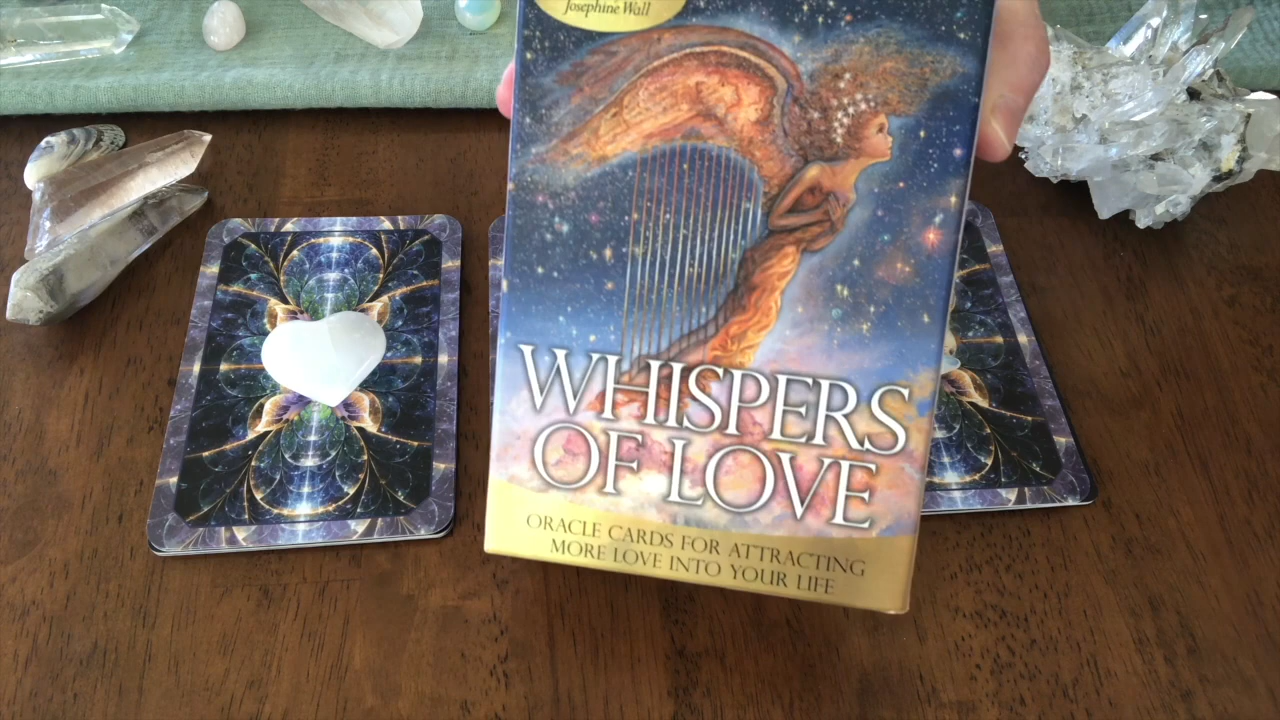 Josephine Wall
WHISPERS
OF LOVE
ORACLE CARDS FOR ATTRACTING
MORE LOVE INTO YOUR LIFE